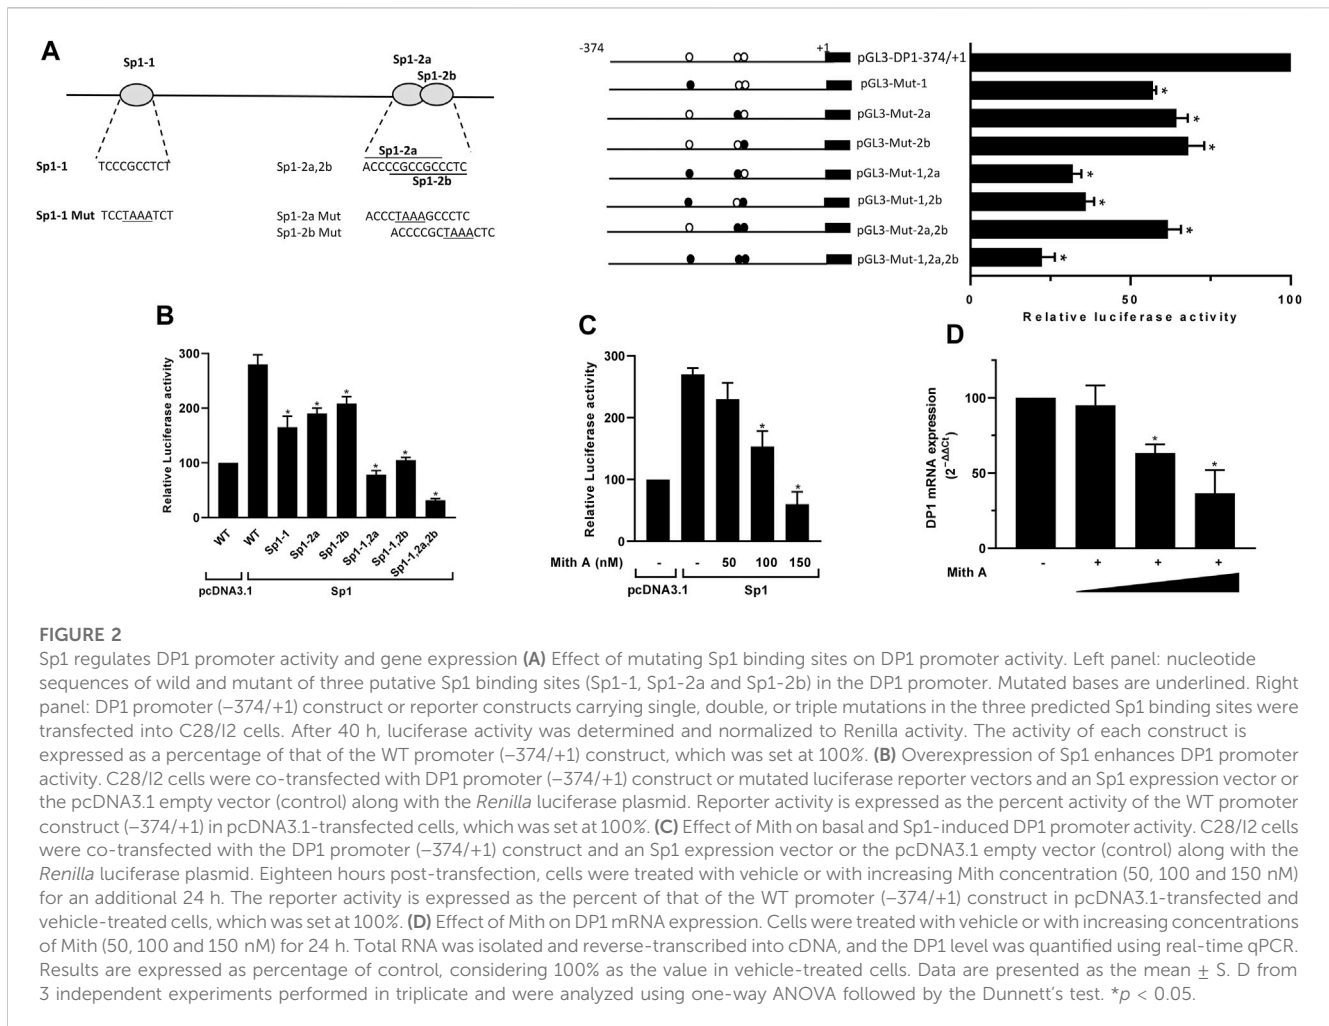 A
Sp1-1
Sp1-2a
Sp1-2b
Sp1-1 TCCCGCCTCT
Sp1-2a,2b
Sp1-2a
ACCCCGCCGCCCTC
Sp1-2b
Sp1-1 Mut TCCTAAATCT
Sp1-2a Mut ACCCTAAAGCCCTC
Sp1-2b Mut ACCCCGCTAAACTC
-374
+1
pGL3-DP1-374/+1
pGL3-Mut-1
*
pGL3-Mut-2a
*
pGL3-Mut-2b
*
pGL3-Mut-1,2a
*
pGL3-Mut-1,2b
*
pGL3-Mut-2a,2b
*
pGL3-Mut-1,2a,2b
*
0 50 100
Relative luciferase activity
B
Relative Luciferase activity
300
200
100
0
* * * * * *
WT WT Sp1-1 Sp1-2a Sp1-2b Sp1-1,2a Sp1-1,2b Sp1-1,2a,2b
pcDNA3.1 Sp1
C
Relative Luciferase activity
300
200
100
0
* *
Mith A (nM) - - 50 100 150
pcDNA3.1 Sp1
D
DP1 mRNA expression
(2^-ΔΔCt)
100
50
0
* *
Mith A - + + +
FIGURE 2
Sp1 regulates DP1 promoter activity and gene expression (A) Effect of mutating Sp1 binding sites on DP1 promoter activity. Left panel: nucleotide
sequences of wild and mutant of three putative Sp1 binding sites (Sp1-1, Sp1-2a and Sp1-2b) in the DP1 promoter. Mutated bases are underlined. Right
panel: DP1 promoter (−374/+1) construct or reporter constructs carrying single, double, or triple mutations in the three predicted Sp1 binding sites were
transfected into C28/I2 cells. After 40 h, luciferase activity was determined and normalized to Renilla activity. The activity of each construct is
expressed as a percentage of that of the WT promoter (−374/+1) construct, which was set at 100%. (B) Overexpression of Sp1 enhances DP1 promoter
activity. C28/I2 cells were co-transfected with DP1 promoter (−374/+1) construct or mutated luciferase reporter vectors and an Sp1 expression vector or
the pcDNA3.1 empty vector (control) along with the Renilla luciferase plasmid. Reporter activity is expressed as the percent activity of the WT promoter
construct (−374/+1) in pcDNA3.1-transfected cells, which was set at 100%. (C) Effect of Mith on basal and Sp1-induced DP1 promoter activity. C28/I2 cells
were co-transfected with the DP1 promoter (−374/+1) construct and an Sp1 expression vector or the pcDNA3.1 empty vector (control) along with the
Renilla luciferase plasmid. Eighteen hours post-transfection, cells were treated with vehicle or with increasing Mith concentration (50, 100 and 150 nM)
for an additional 24 h. The reporter activity is expressed as the percent of that of the WT promoter (−374/+1) construct in pcDNA3.1-transfected and
vehicle-treated cells, which was set at 100%. (D) Effect of Mith on DP1 mRNA expression. Cells were treated with vehicle or with increasing concentrations
of Mith (50, 100 and 150 nM) for 24 h. Total RNA was isolated and reverse-transcribed into cDNA, and the DP1 level was quantified using real-time qPCR.
Results are expressed as percentage of control, considering 100% as the value in vehicle-treated cells. Data are presented as the mean ± S. D from
3 independent experiments performed in triplicate and were analyzed using one-way ANOVA followed by the Dunnett's test. *p < 0.05.